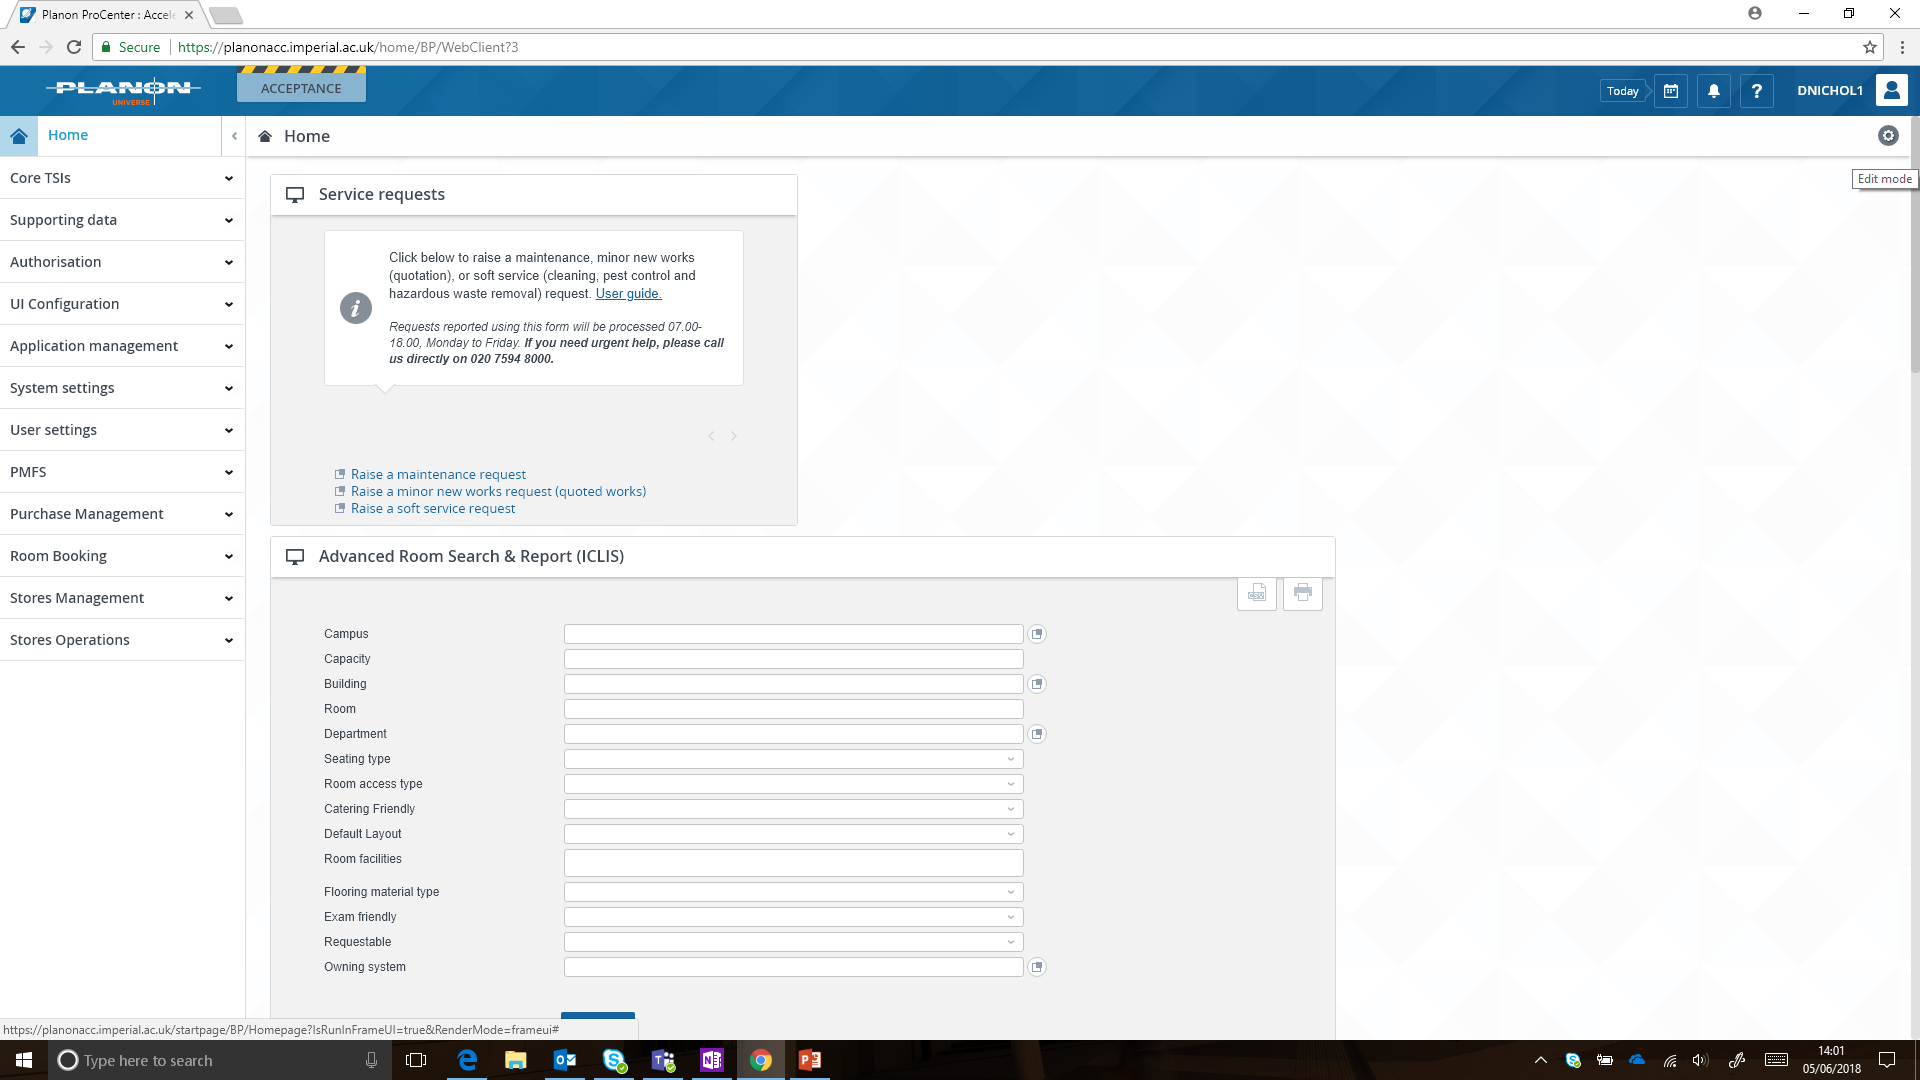 Planon ProCenter : Accele
Secure
https://planonacc.imperial.ac.uk/home/BP/WebClient?3
PLANON
UNIVERSE
ACCEPTANCE
Today
?
DNICHOL1
Home
Home
Edit mode
Core TSIs
Supporting data
Authorisation
UI Configuration
Application management
System settings
User settings
PMFS
Purchase Management
Room Booking
Stores Management
Stores Operations
Service requests
Click below to raise a maintenance, minor new works
(quotation), or soft service (cleaning, pest control and
hazardous waste removal) request. User guide.
Requests reported using this form will be processed 07.00-
18.00, Monday to Friday. If you need urgent help, please call
us directly on 020 7594 8000.
Raise a maintenance request
Raise a minor new works request (quoted works)
Raise a soft service request
Advanced Room Search & Report (ICLIS)
Campus
Capacity
Building
Room
Department
Seating type
Room access type
Catering Friendly
Default Layout
Room facilities
Flooring material type
Exam friendly
Requestable
Owning system
https://planonacc.imperial.ac.uk/startpage/BP/Homepage?IsRunInFrameUI=true&RenderMode=frameui#
Type here to search
14:01
05/06/2018